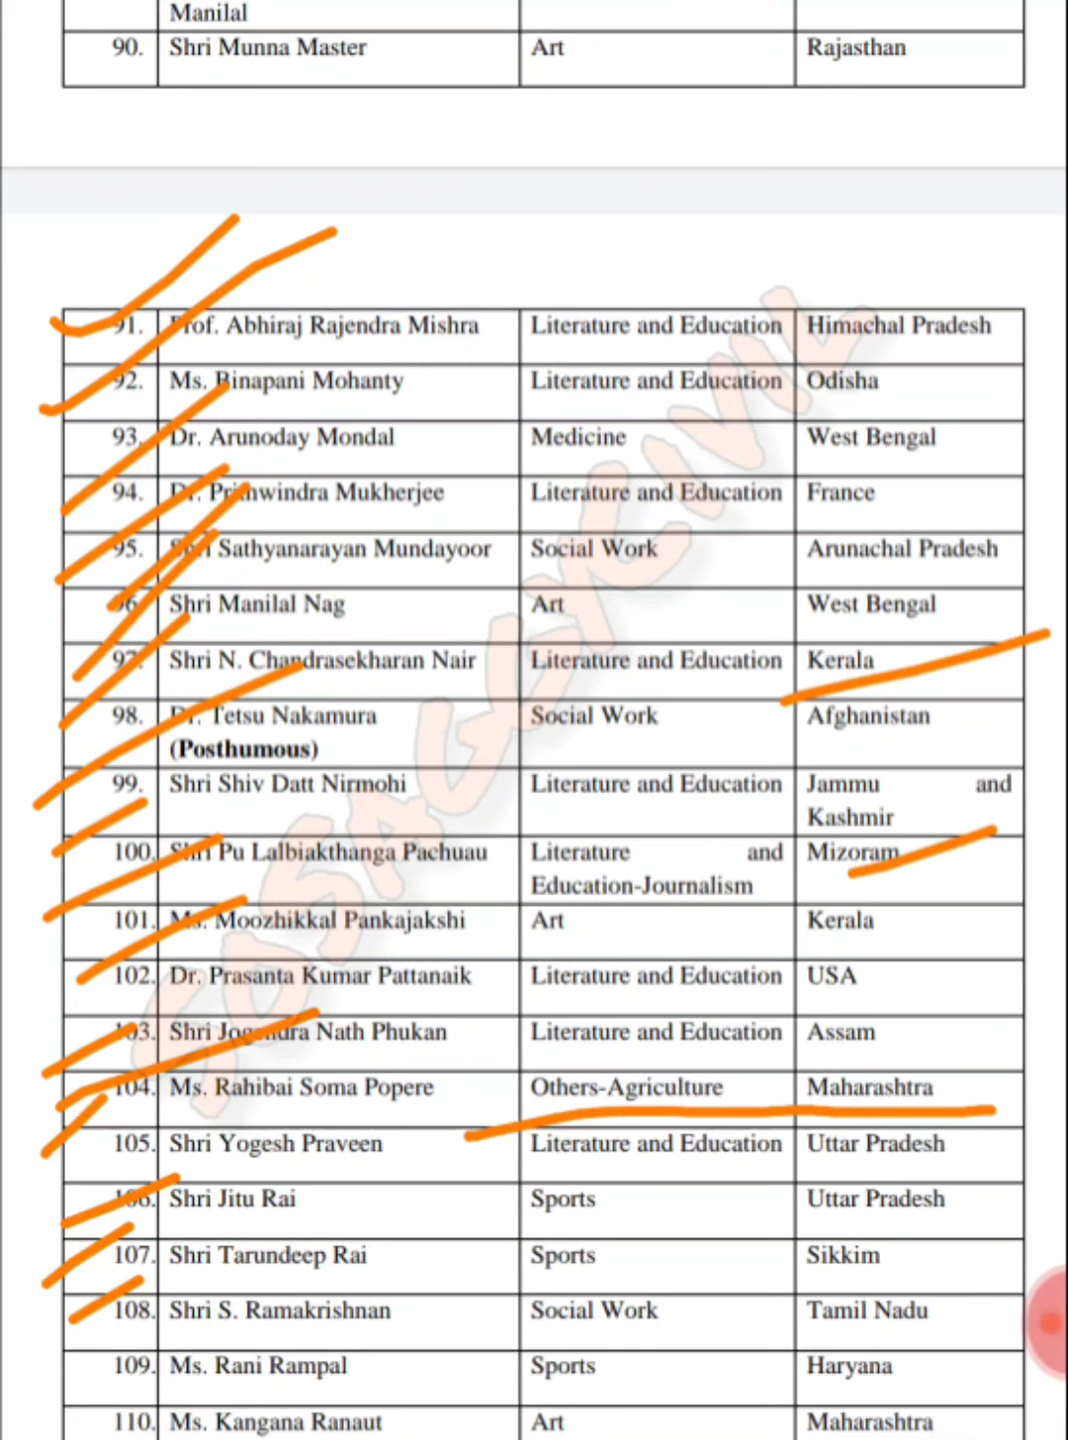 Manilal
90. Shri Munna Master Art Rajasthan
91. Prof. Abhiraj Rajendra Mishra Literature and Education Himachal Pradesh
92. Ms. Binapani Mohanty Literature and Education Odisha
93. Dr. Arunoday Mondal Medicine West Bengal
94. Dr. Prithwindra Mukherjee Literature and Education France
95. Shri Sathyanarayan Mundayoor Social Work Arunachal Pradesh
96. Shri Manilal Nag Art West Bengal
97. Shri N. Chandrasekharan Nair Literature and Education Kerala
98. Dr. Tetsu Nakamura Social Work Afghanistan
(Posthumous)
99. Shri Shiv Datt Nirmohi Literature and Education Jammu and
Kashmir
100. Shri Pu Lalbiakthanga Pachuau Literature and Mizoram
Education-Journalism
101. Ms. Moozhikkal Pankajakshi Art Kerala
102. Dr. Prasanta Kumar Pattanaik Literature and Education USA
103. Shri Jogendra Nath Phukan Literature and Education Assam
104. Ms. Rahibai Soma Popere Others-Agriculture Maharashtra
105. Shri Yogesh Praveen Literature and Education Uttar Pradesh
106. Shri Jitu Rai Sports Uttar Pradesh
107. Shri Tarundeep Rai Sports Sikkim
108. Shri S. Ramakrishnan Social Work Tamil Nadu
109. Ms. Rani Rampal Sports Haryana
110. Ms. Kangana Ranaut Art Maharashtra
SOSAGGYCIVIL